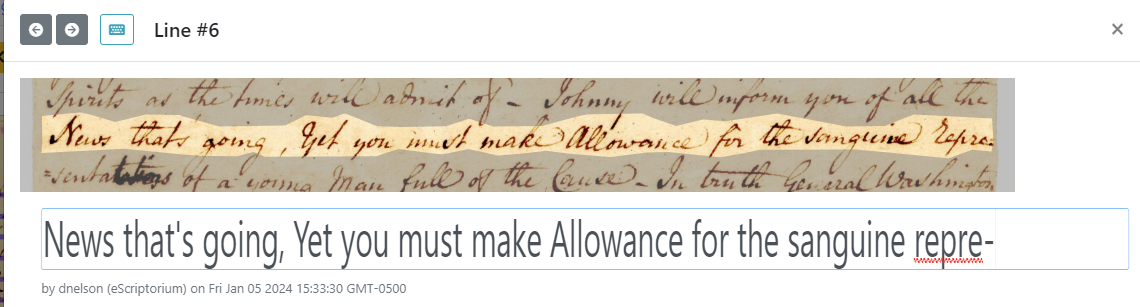 Line #6
Spirits as the times will admit of - Johnny will inform you of all the
News that's going, Yet you must make Allowance for the sanguine Repre=
=sentations of a young Man full of the Cause - In truth General Washington
News that's going, Yet you must make Allowance for the sanguine repre-
by dnelson (eScriptorium) on Fri Jan 05 2024 15:33:30 GMT-0500